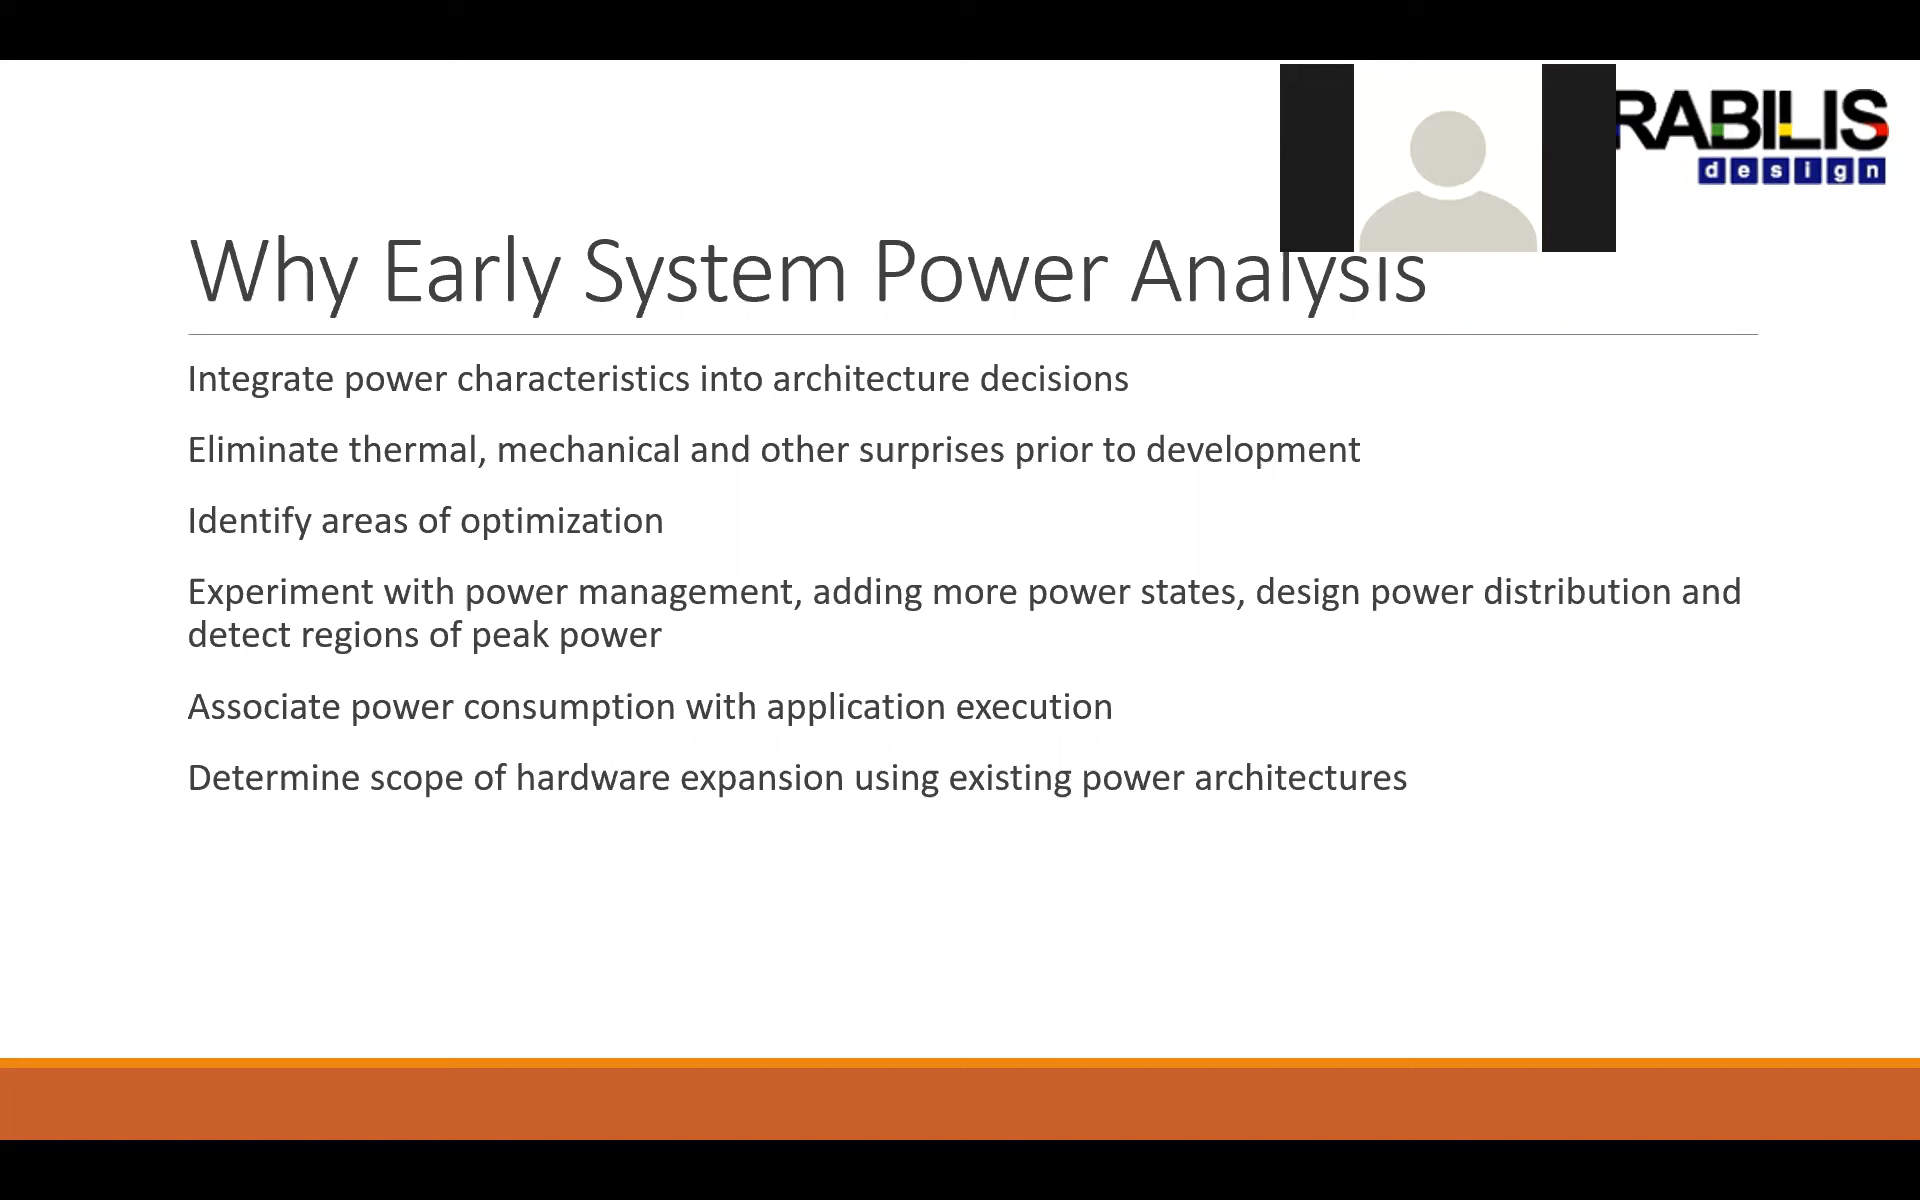 RABILIS
design
Why Early System Power Analysis
Integrate power characteristics into architecture decisions
Eliminate thermal, mechanical and other surprises prior to development
Identify areas of optimization
Experiment with power management, adding more power states, design power distribution and
detect regions of peak power
Associate power consumption with application execution
Determine scope of hardware expansion using existing power architectures